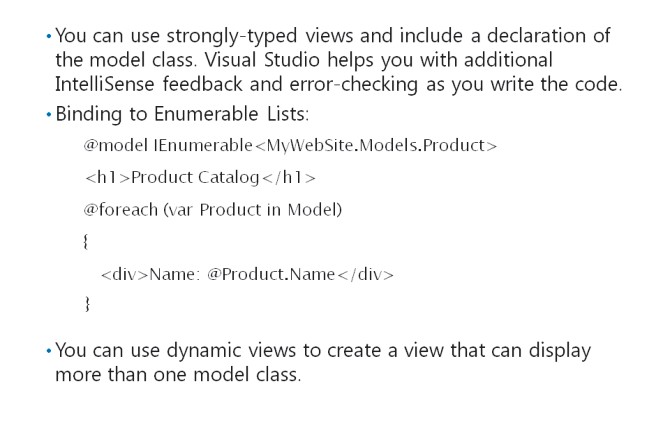 • You can use strongly-typed views and include a declaration of
the model class. Visual Studio helps you with additional
IntelliSense feedback and error-checking as you write the code.
• Binding to Enumerable Lists:
@model IEnumerable<MyWebSite.Models.Product>
<h1>Product Catalog</h1>
@foreach (var Product in Model)
{
<div>Name: @Product.Name</div>
}
• You can use dynamic views to create a view that can display
more than one model class.